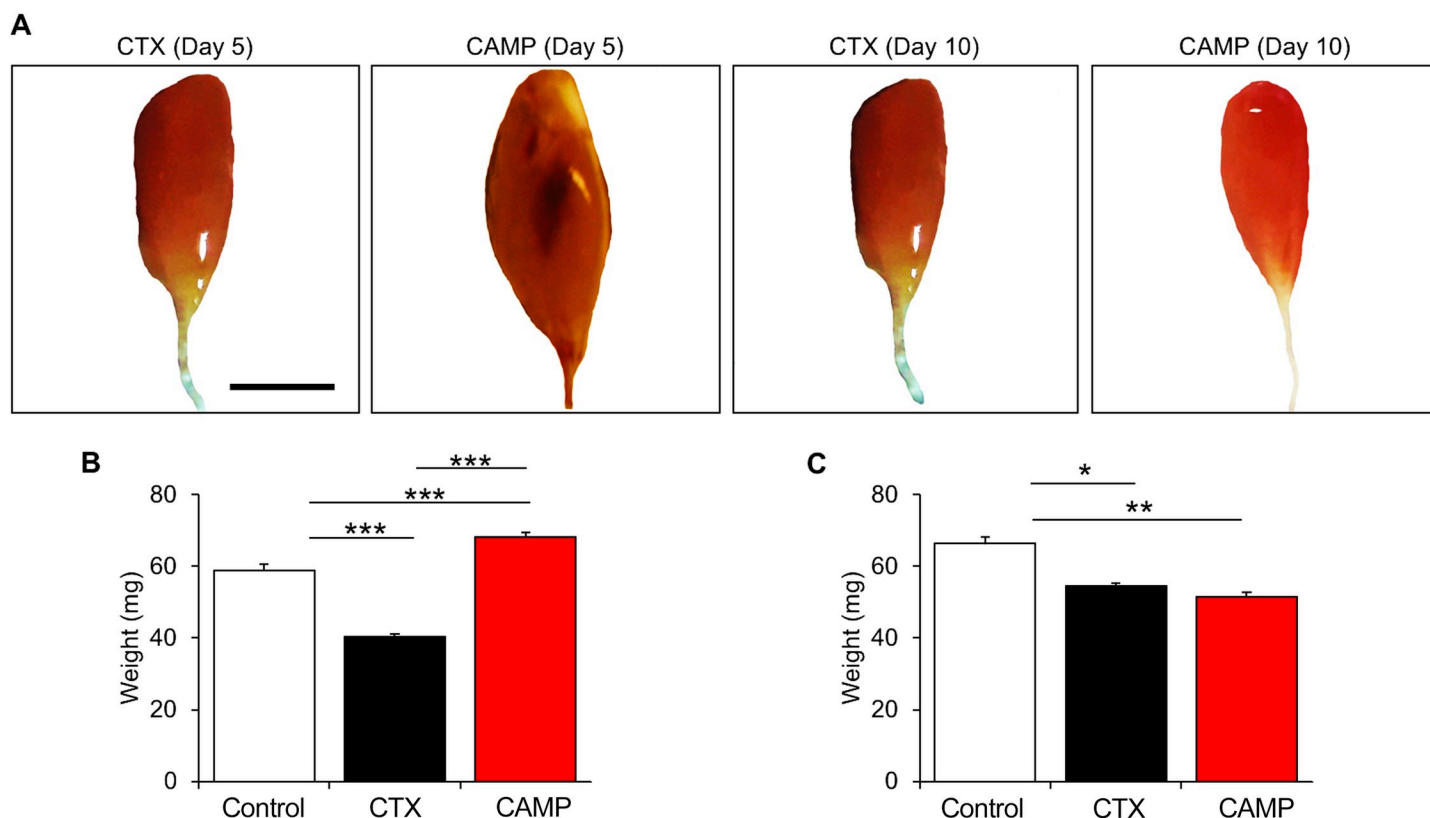 A
CTX (Day 5)
CAMP (Day 5)
CTX (Day 10)
CAMP (Day 10)
B
***
***
***
Weight (mg)
80
60
40
20
0
Control
CTX
CAMP
C
*
**
Weight (mg)
80
60
40
20
0
Control
CTX
CAMP